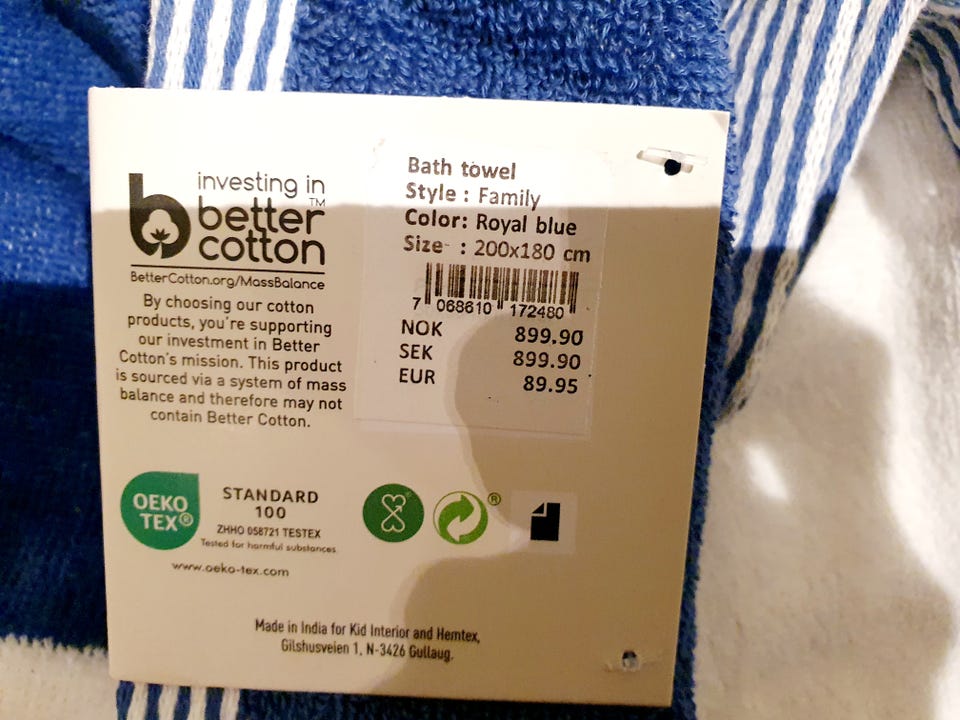 investing in
better™
cotton
BetterCotton.org/MassBalance
By choosing our cotton
products, you're supporting
our investment in Better
Cotton's mission. This product
is sourced via a system of mass
balance and therefore may not
contain Better Cotton.
Bath towel
Style : Family
Color: Royal blue
Size : 200x180 cm
7 068610 172480
NOK 899.90
SEK 899.90
EUR 89.95
OEKO
TEX®
STANDARD
100
ZHHO 058721 TESTEX
Tested for harmful substances
www.oeko-tex.com
®
Made in India for Kid Interior and Hemtex,
Gilshusveien 1, N-3426 Gullaug.